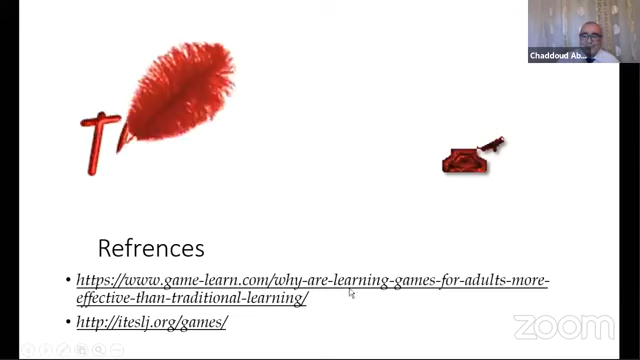 Chaddoud Ab...
T
Refrences
• https://www.game-learn.com/why-are-learning-games-for-adults-more-
effective-than-traditional-learning/
• http://iteslj.org/games/
zoom